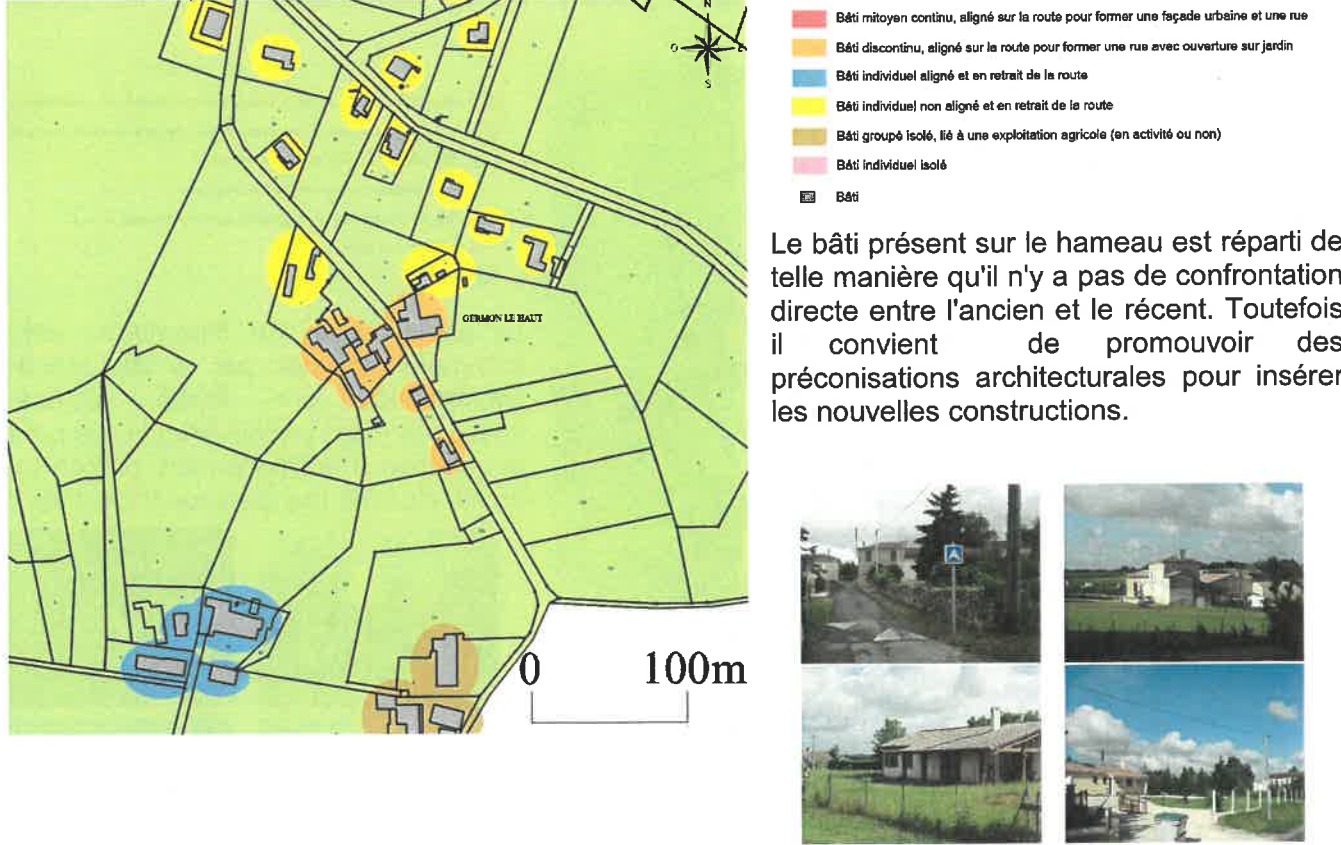 N
O
S
Bâti mitoyen continu, aligné sur la route pour former une façade urbaine et une rue
Bâti discontinu, aligné sur la route pour former une rue avec ouverture sur jardin
Bâti individuel aligné et en retrait de la route
Bâti individuel non aligné et en retrait de la route
Bâti groupé isolé, lié à une exploitation agricole (en activité ou non)
Bâti individuel isolé
Bâti
GERMON LE HAUT
Le bâti présent sur le hameau est réparti de
telle manière qu'il n'y a pas de confrontation
directe entre l'ancien et le récent. Toutefois
il convient de promouvoir des
préconisations architecturales pour insérer
les nouvelles constructions.
0 100m